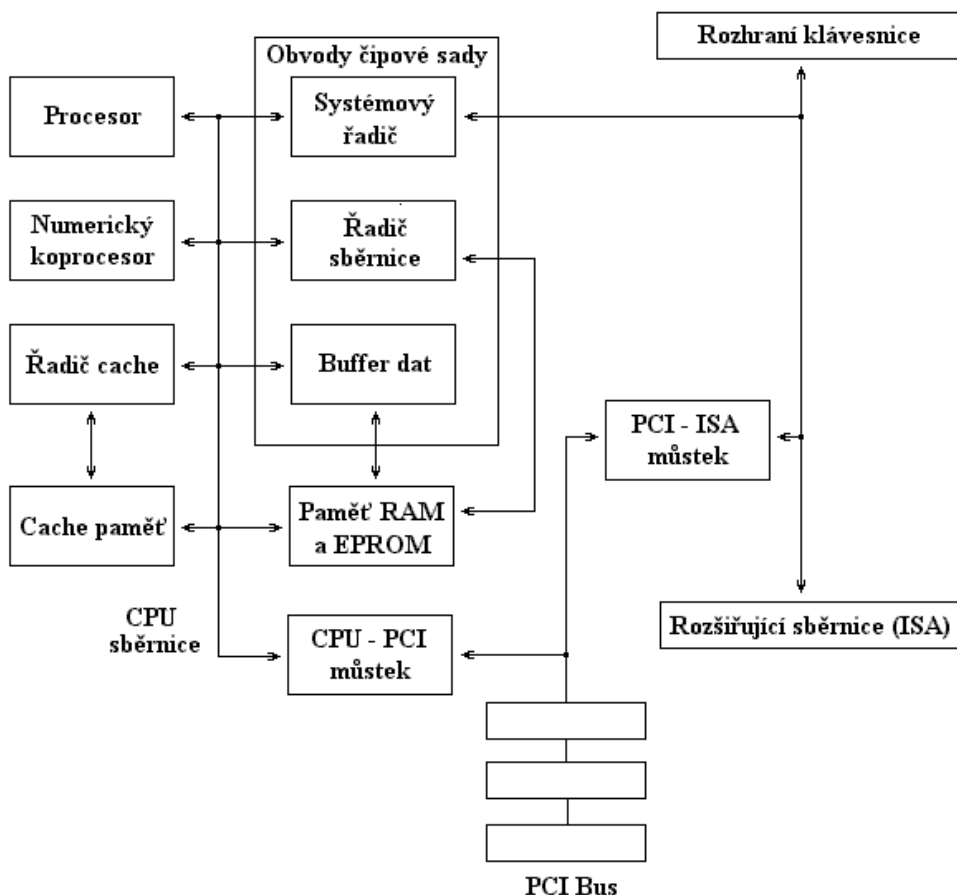 Rozhraní klávesnice
Obvody čipové sady
Procesor
Systémový
řadič
Numerický
koprocesor
Řadič
sběrnice
Řadič cache
Buffer dat
PCI - ISA
můstek
Cache paměť
Paměť RAM
a EPROM
CPU
sběrnice
CPU - PCI
můstek
Rozšiřující sběrnice (ISA)
PCI Bus